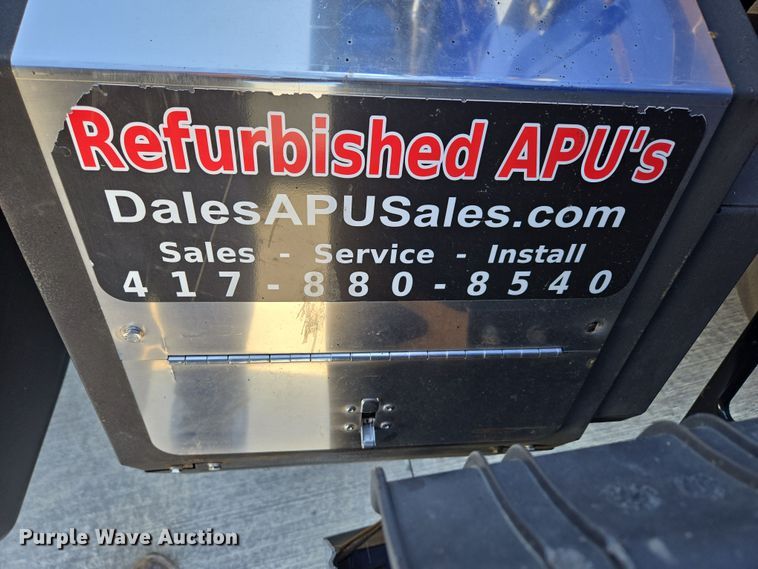 Refurbished APU's
DalesAPUSales.com
Sales - Service - Install
417-880-8540
Purple Wave Auction